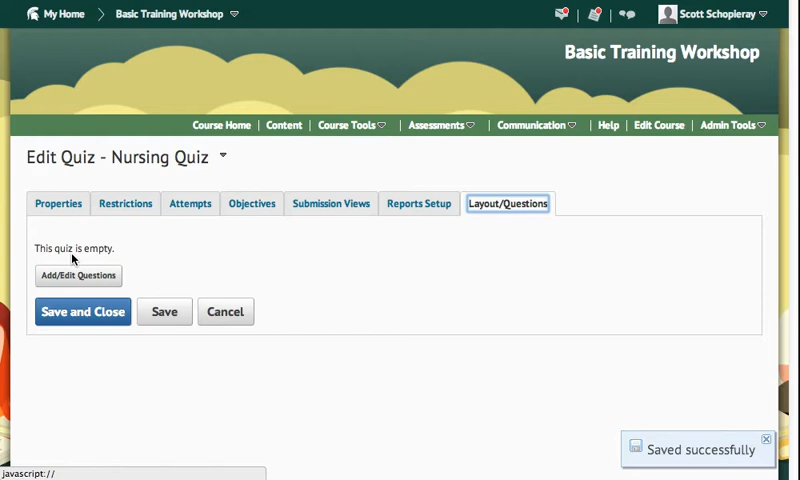 My Home Basic Training Workshop Scott Schopieray
Basic Training Workshop
Course Home Content Course Tools Assessments Communication Help Edit Course Admin Tools
Edit Quiz - Nursing Quiz
Properties Restrictions Attempts Objectives Submission Views Reports Setup Layout/Questions
This quiz is empty.
Add/Edit Questions
Save and Close Save Cancel
Saved successfully
javascript://